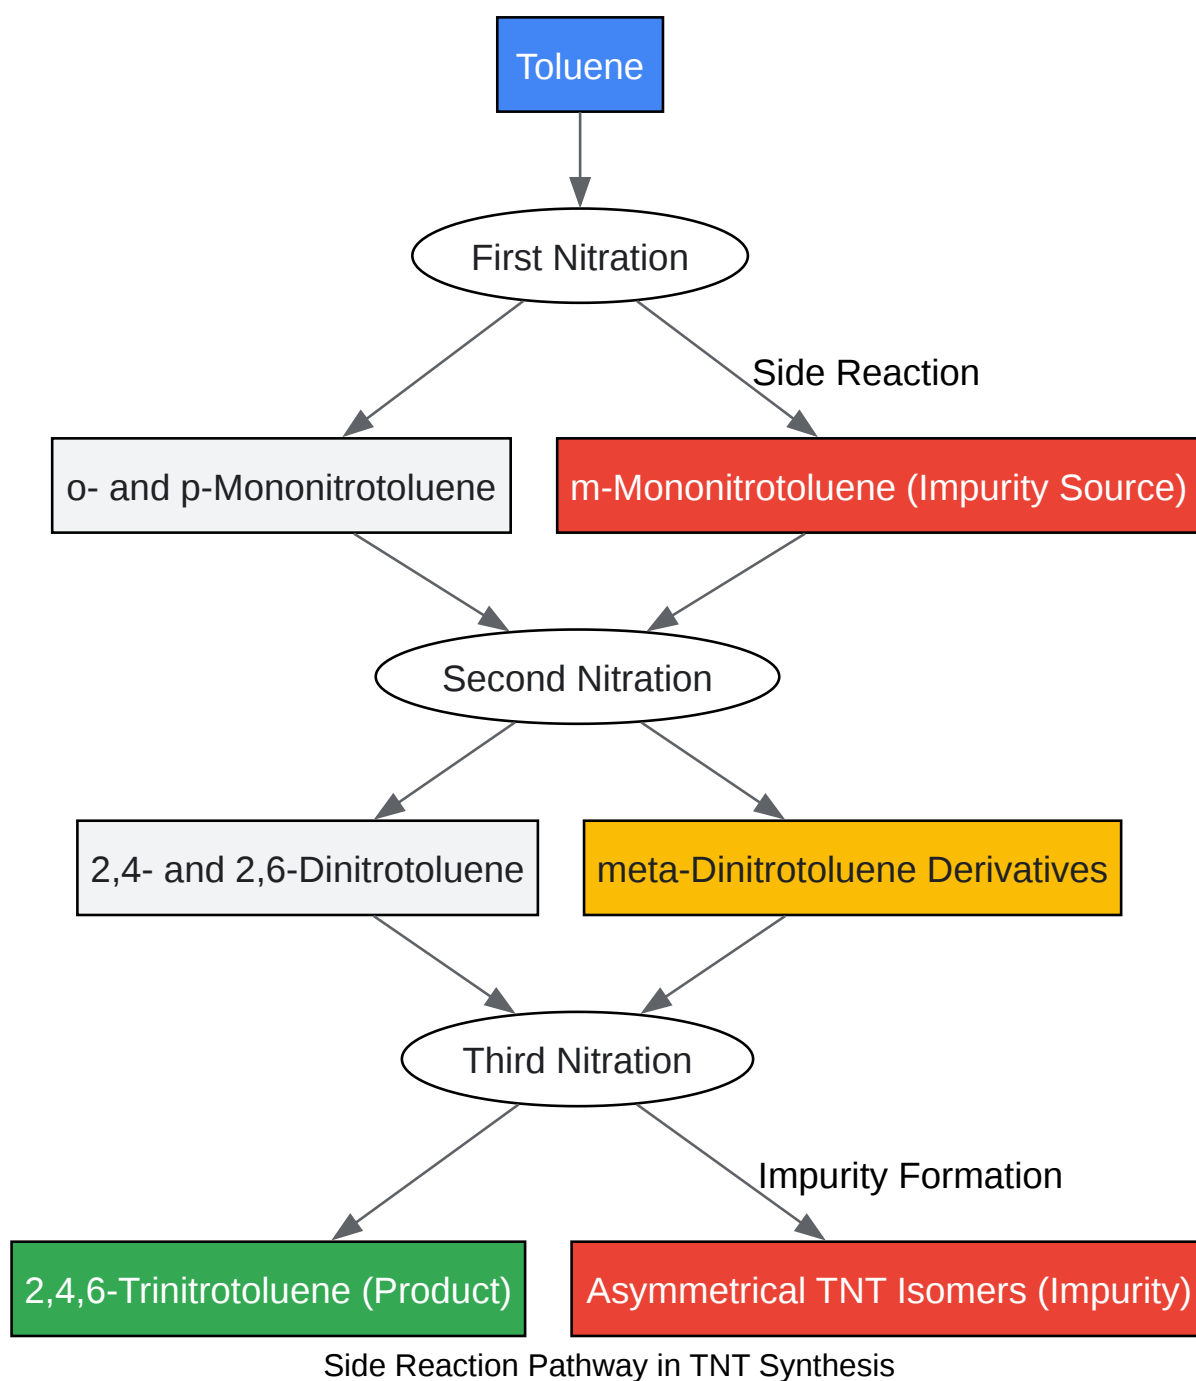 Toluene
First Nitration
Side Reaction
o- and p-Mononitrotoluene
m-Mononitrotoluene (Impurity Source)
Second Nitration
2,4- and 2,6-Dinitrotoluene
meta-Dinitrotoluene Derivatives
Third Nitration
Impurity Formation
2,4,6-Trinitrotoluene (Product)
Asymmetrical TNT Isomers (Impurity)
Side Reaction Pathway in TNT Synthesis